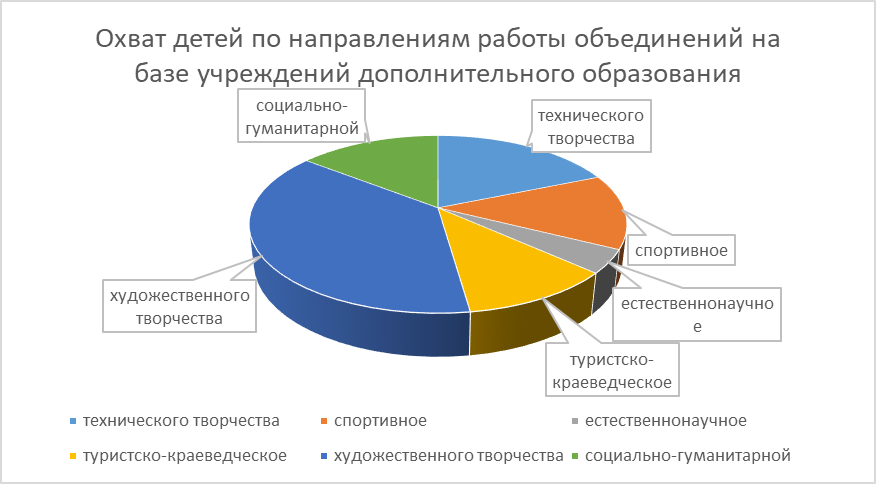 Охват детей по направлениям работы объединений на
базе учреждений дополнительного образования
социально-
гуманитарной
технического
творчества
спортивное
художественного
творчества
естественнонаучно
е
туристско-
краеведческое
технического творчества
спортивное
естественнонаучное
туристско-краеведческое
художественного творчества
социально-гуманитарной